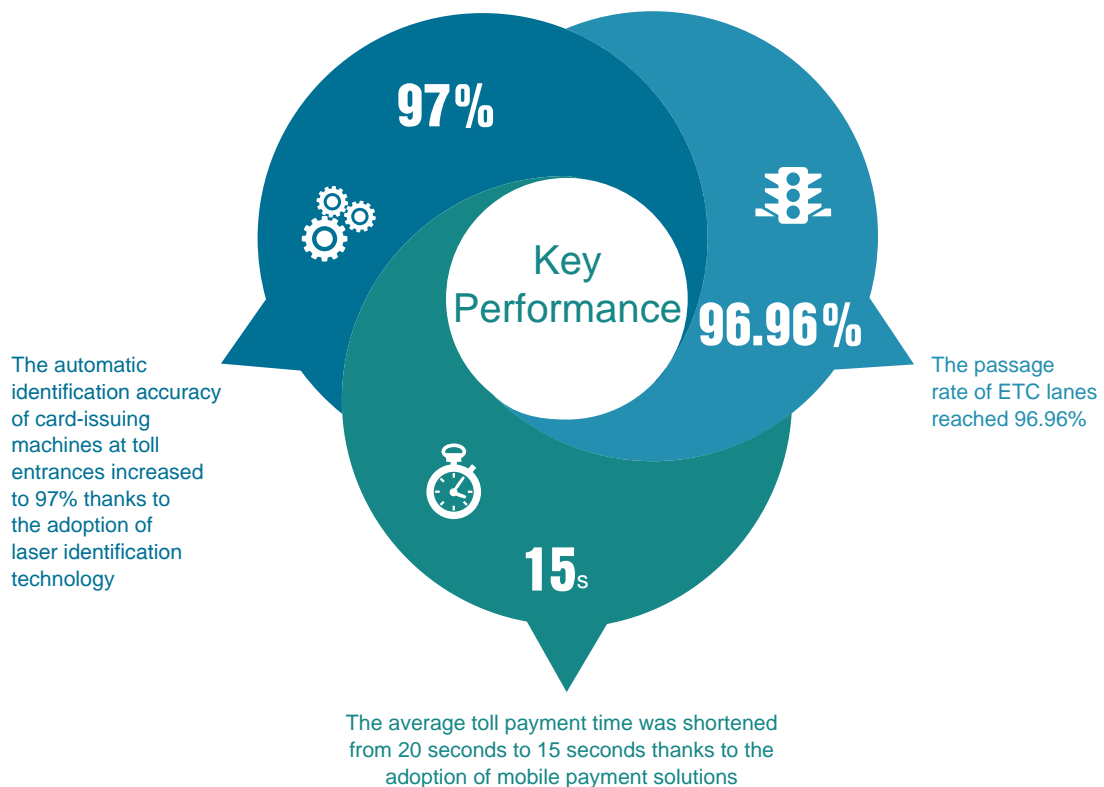 97%
Key
Performance
96.96%
The automatic
identification accuracy
of card-issuing
machines at toll
entrances increased
to 97% thanks to
the adoption of
laser identification
technology
The passage
rate of ETC lanes
reached 96.96%
15s
The average toll payment time was shortened
from 20 seconds to 15 seconds thanks to the
adoption of mobile payment solutions